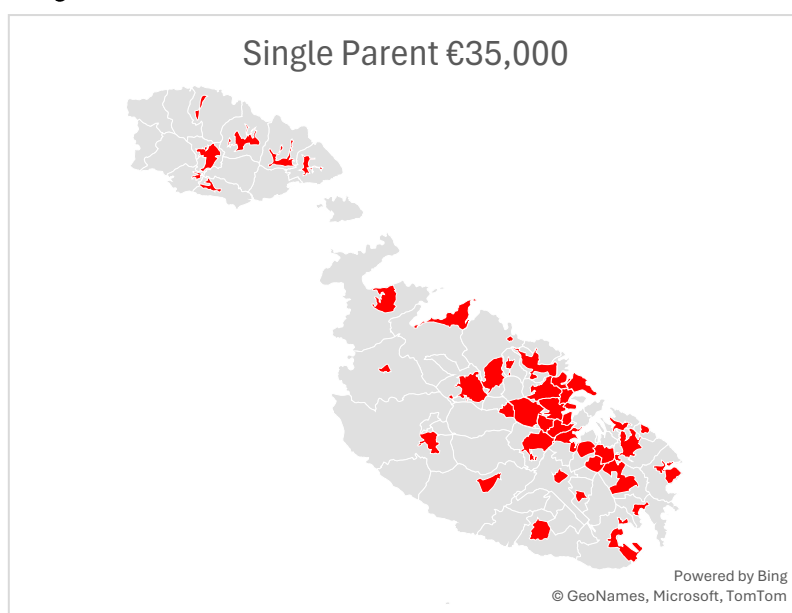 Single Parent €35,000
Powered by Bing
© GeoNames, Microsoft, TomTom